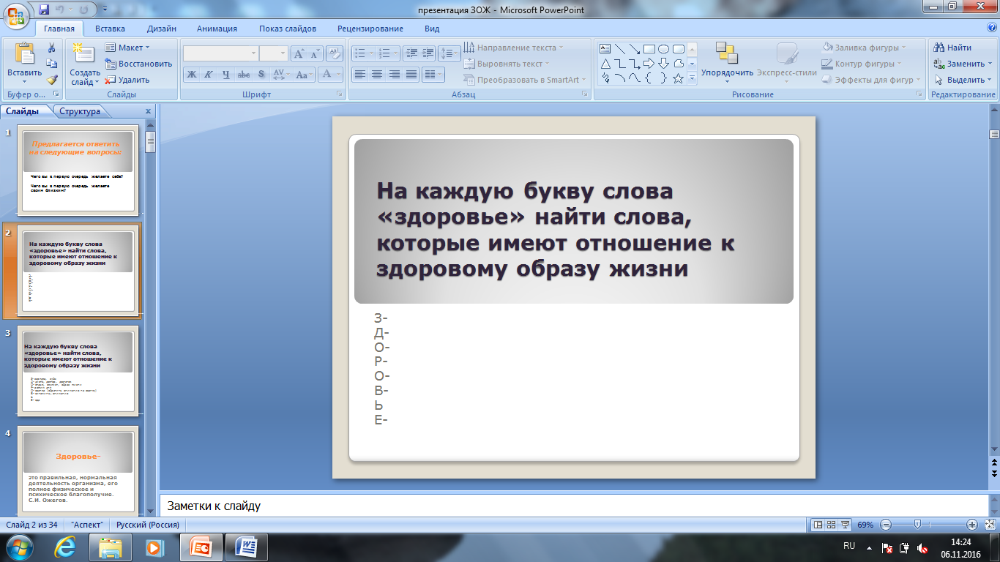 презентация ЗОЖ - Microsoft PowerPoint
Главная
Вставка
Дизайн
Анимация
Показ слайдов
Рецензирование
Вид
Вставить
Буфер о...
Макет
Восстановить
Удалить
Создать
слайд
Слайды
Ж К Ч abc S AV Aa A
Шрифт
Направление текста
Выровнять текст
Преобразовать в SmartArt
Абзац
Упорядочить
Экспресс-стили
Заливка фигуры
Контур фигуры
Эффекты для фигур
Рисование
Найти
Заменить
Выделить
Редактирование
Слайды
Структура
x
1
Предлагается ответить
на следующие вопросы:
Чего вы в первую очередь желаете себе?
Чего вы в первую очередь желаете
своим близким?
2
На каждую букву слова
«здоровье» найти слова,
которые имеют отношение к
здоровому образу жизни
3
На каждую букву слова
«здоровье» найти слова,
которые имеют отношение к
здоровому образу жизни
4
Здоровье-
это правильная, нормальная
деятельность организма, его
полное физическое и
психическое благополучие.
С.И. Ожегов.
На каждую букву слова
«здоровье» найти слова,
которые имеют отношение к
здоровому образу жизни
З-
Д-
О-
Р-
О-
В-
Ь
Е-
Заметки к слайду
Слайд 2 из 34
"Аспект"
Русский (Россия)
69%
RU
14:24
06.11.2016